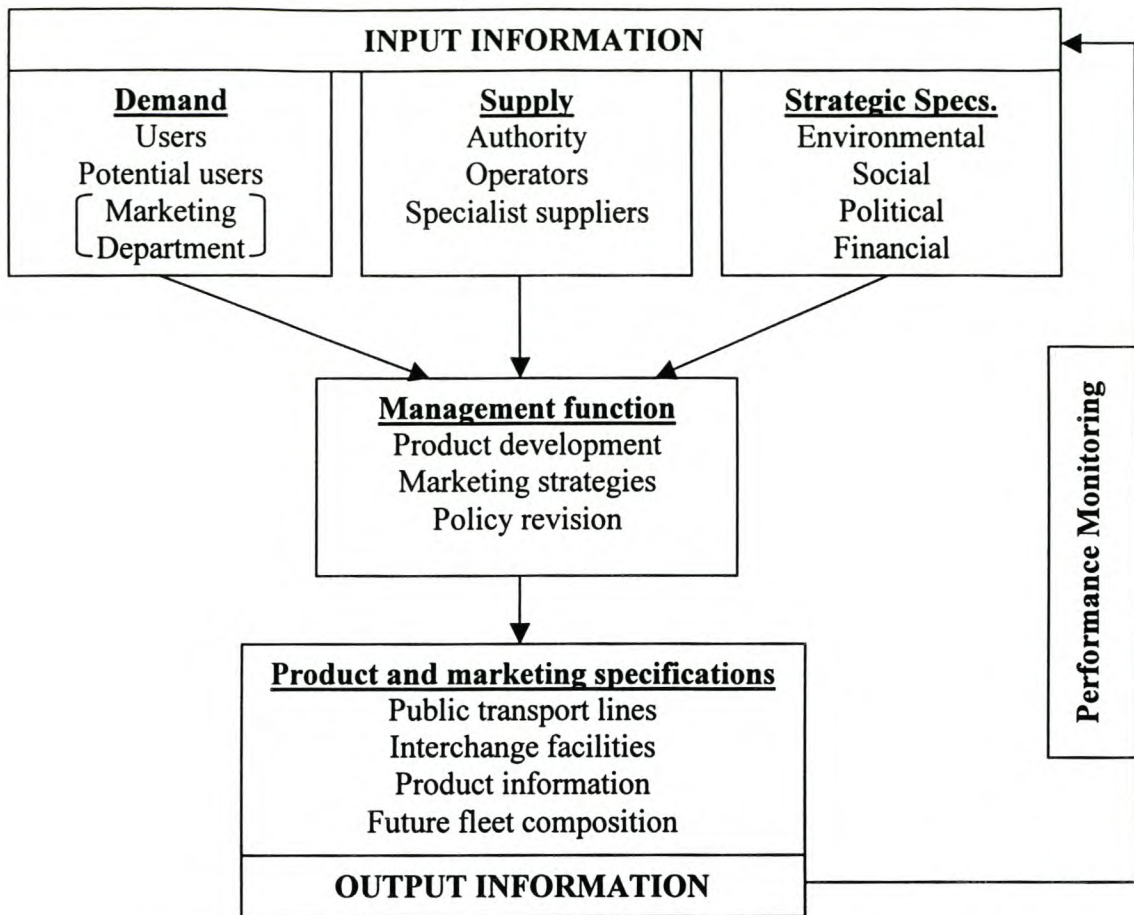 INPUT INFORMATION
Demand
Users
Potential users
Marketing
Department
Supply
Authority
Operators
Specialist suppliers
Strategic Specs.
Environmental
Social
Political
Financial
Management function
Product development
Marketing strategies
Policy revision
Performance Monitoring
Product and marketing specifications
Public transport lines
Interchange facilities
Product information
Future fleet composition
OUTPUT INFORMATION